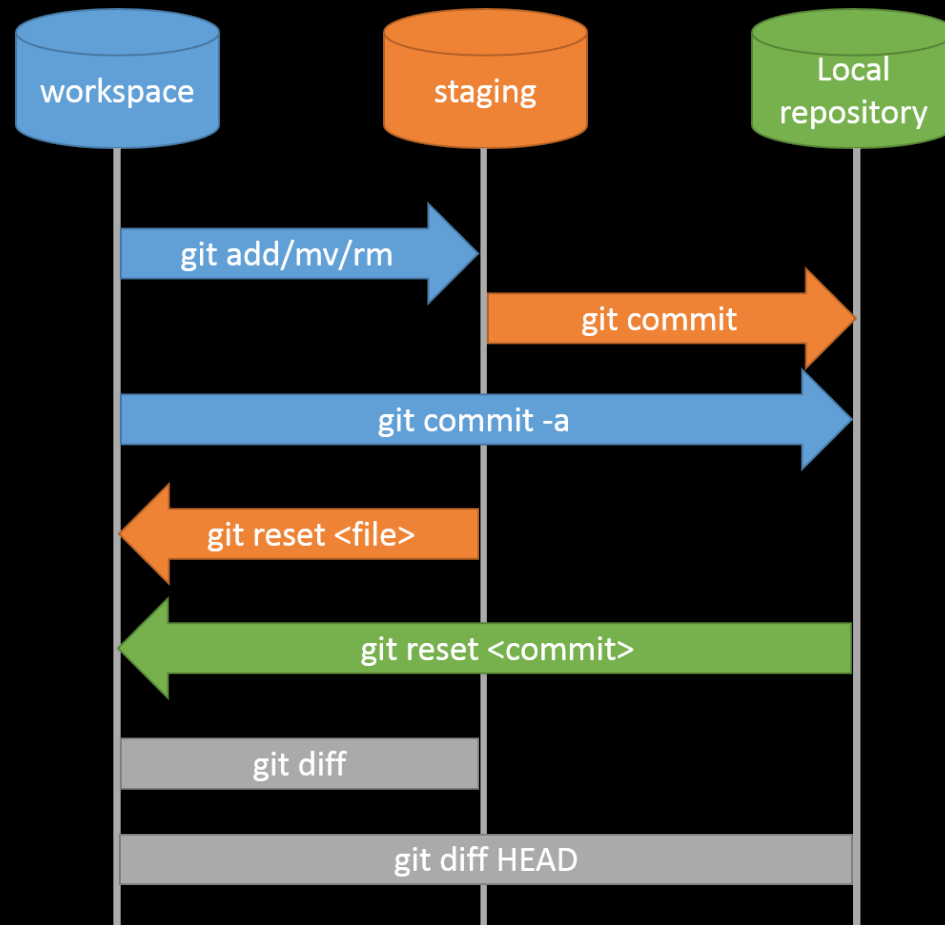 workspace
staging
Local
repository
git add/mv/rm
git commit
git commit -a
git reset <file>
git reset <commit>
git diff
git diff HEAD